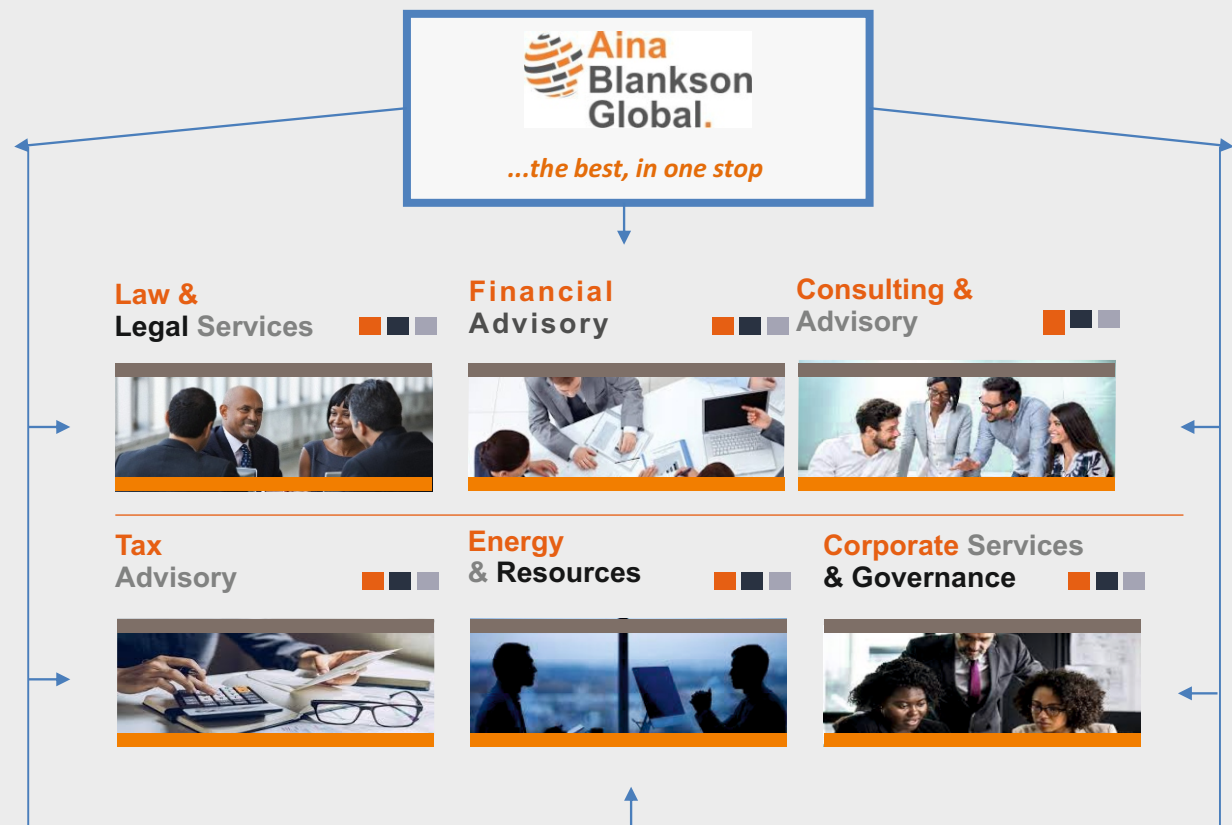 Aina
Blankson
Global.
...the best, in one stop
Law &
Legal Services
Financial
Advisory
Consulting &
Advisory
Tax
Advisory
Energy
& Resources
Corporate Services
& Governance